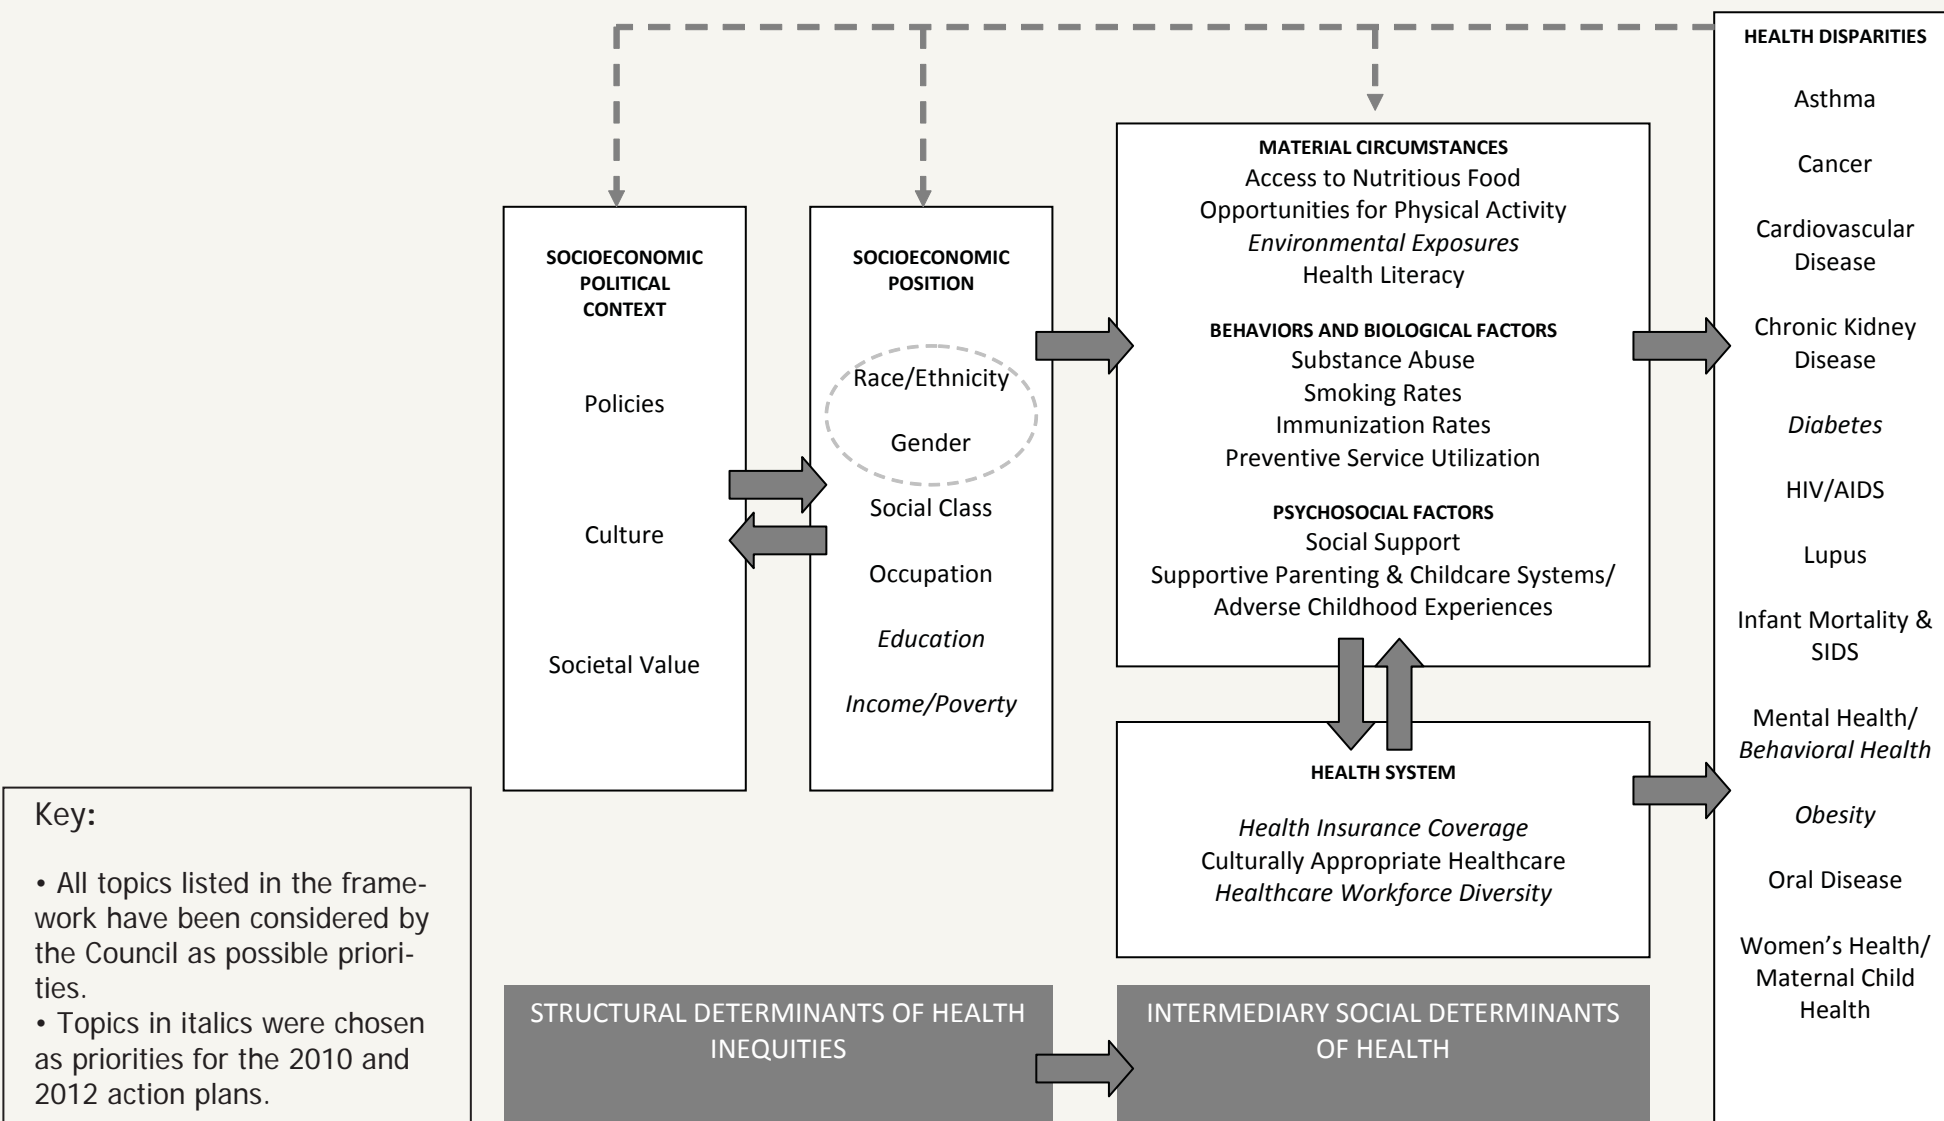 SOCIOECONOMIC
POLITICAL
CONTEXT
Policies
Culture
Societal Value
SOCIOECONOMIC
POSITION
Race/Ethnicity
Gender
Social Class
Occupation
Education
Income/Poverty
MATERIAL CIRCUMSTANCES
Access to Nutritious Food
Opportunities for Physical Activity
Environmental Exposures
Health Literacy
BEHAVIORS AND BIOLOGICAL FACTORS
Substance Abuse
Smoking Rates
Immunization Rates
Preventive Service Utilization
PSYCHOSOCIAL FACTORS
Social Support
Supportive Parenting & Childcare Systems/
Adverse Childhood Experiences
HEALTH SYSTEM
Health Insurance Coverage
Culturally Appropriate Healthcare
Healthcare Workforce Diversity
HEALTH DISPARITIES
Asthma
Cancer
Cardiovascular
Disease
Chronic Kidney
Disease
Diabetes
HIV/AIDS
Lupus
Infant Mortality &
SIDS
Mental Health/
Behavioral Health
Obesity
Oral Disease
Women’s Health/
Maternal Child
Health
Key:
• All topics listed in the frame-
work have been considered by
the Council as possible priori-
ties.
• Topics in italics were chosen
as priorities for the 2010 and
2012 action plans.
STRUCTURAL DETERMINANTS OF HEALTH
INEQUITIES
INTERMEDIARY SOCIAL DETERMINANTS
OF HEALTH